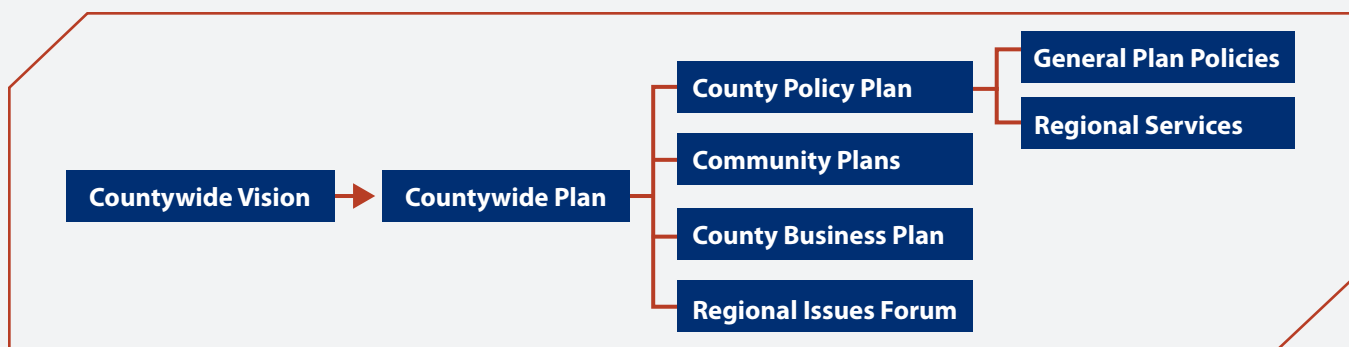 Countywide Vision
Countywide Plan
County Policy Plan
General Plan Policies
Regional Services
Community Plans
County Business Plan
Regional Issues Forum